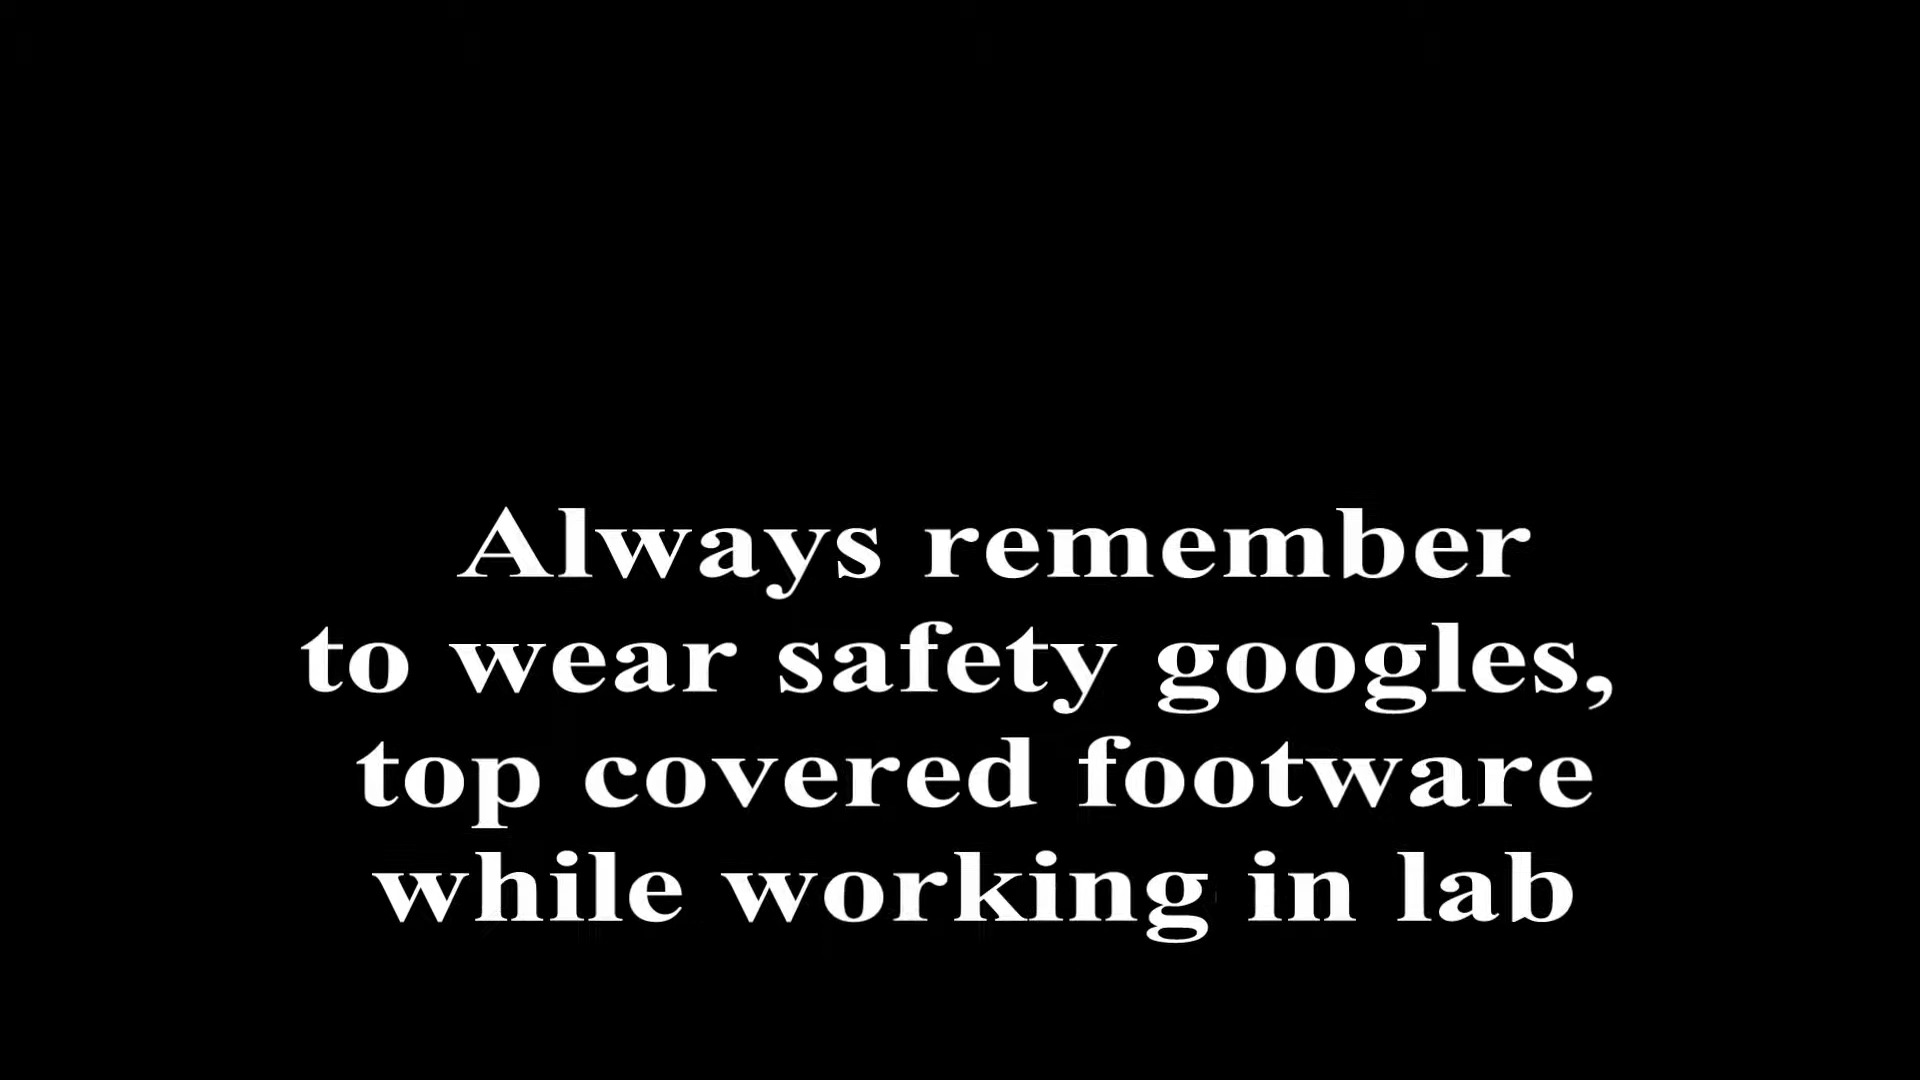 Always remember
to wear safety googles,
top covered footware
while working in lab